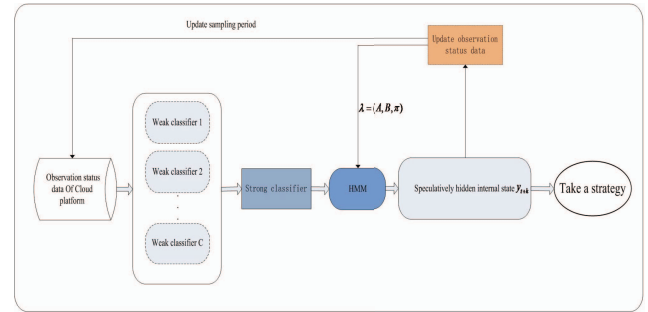 Update sampling period
Update observation
status data
λ = (A, B, π)
Weak classifier 1
Weak classifier 2
.
.
.
Weak classifier C
Observation status
data Of Cloud
platform
Strong classifier
HMM
Speculatively hidden internal state yₜ₊ₖ
Take a strategy